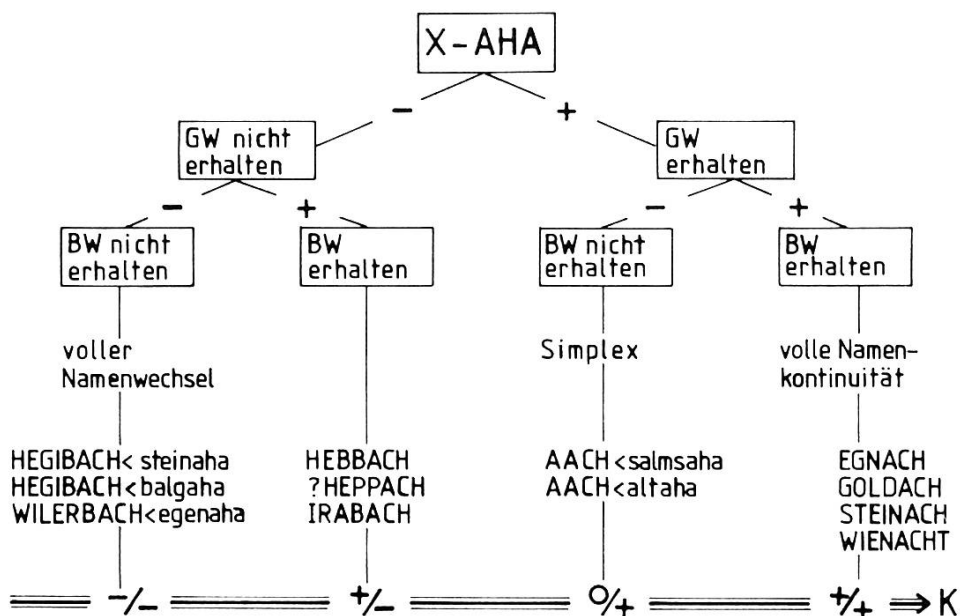 X-AHA
- +
GW nicht
erhalten
GW
erhalten
- + - +
BW nicht
erhalten
BW
erhalten
BW nicht
erhalten
BW
erhalten
voller
Namenwechsel
Simplex
volle Namen-
kontinuität
HEGIBACH< steinaha
HEGIBACH< balgaha
WILERBACH<egenaha
HEBBACH
?HEPPACH
IRABACH
AACH<salmsaha
AACH<altaha
EGNACH
GOLDACH
STEINACH
WIENACHT
-/- +/- O/+ +/+ ⇒ K